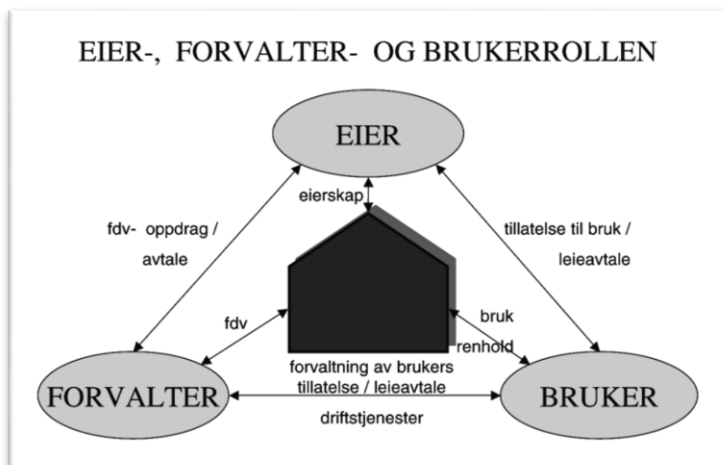 EIER-, FORVALTER- OG BRUKERROLLEN
EIER
eierskap
fdv- oppdrag /
avtale
tillatelse til bruk /
leieavtale
fdv
bruk
renhold
forvaltning av brukers
tillatelse / leieavtale
FORVALTER
BRUKER
driftstjenester